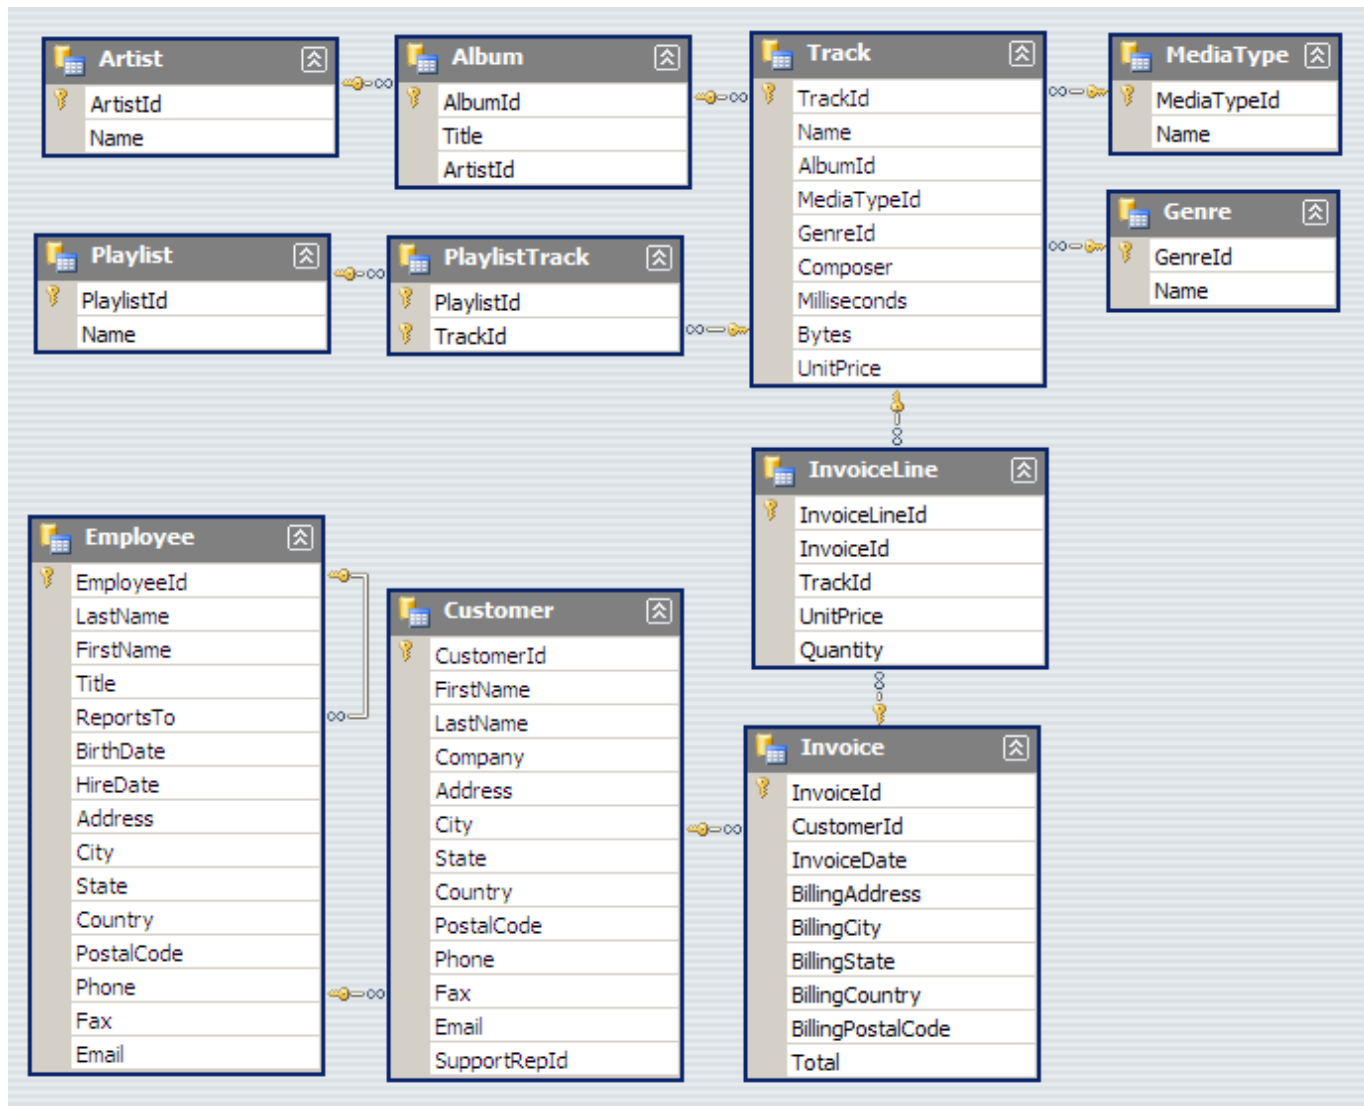 Artist
ArtistId
Name
Album
AlbumId
Title
ArtistId
Track
TrackId
Name
AlbumId
MediaTypeId
GenreId
Composer
Milliseconds
Bytes
UnitPrice
MediaType
MediaTypeId
Name
Genre
GenreId
Name
Playlist
PlaylistId
Name
PlaylistTrack
PlaylistId
TrackId
InvoiceLine
InvoiceLineId
InvoiceId
TrackId
UnitPrice
Quantity
Employee
EmployeeId
LastName
FirstName
Title
ReportsTo
BirthDate
HireDate
Address
City
State
Country
PostalCode
Phone
Fax
Email
Customer
CustomerId
FirstName
LastName
Company
Address
City
State
Country
PostalCode
Phone
Fax
Email
SupportRepId
Invoice
InvoiceId
CustomerId
InvoiceDate
BillingAddress
BillingCity
BillingState
BillingCountry
BillingPostalCode
Total